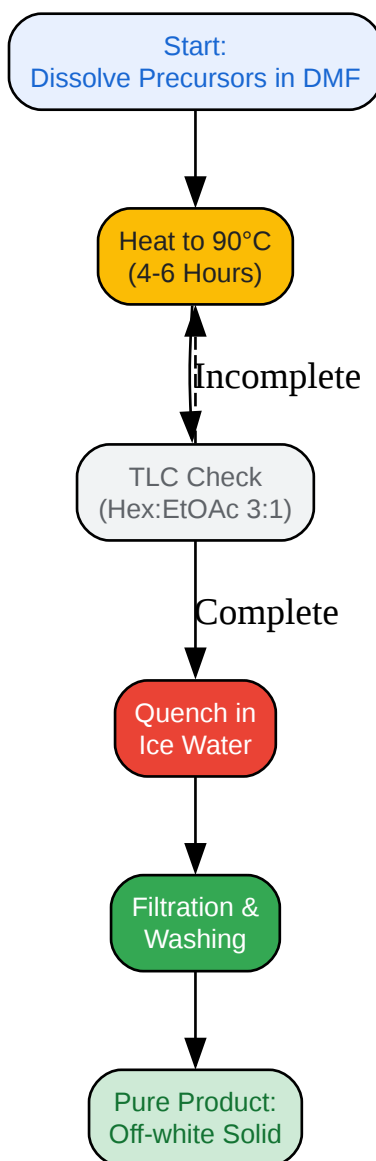 Start:
Dissolve Precursors in DMF
Heat to 90°C
(4-6 Hours)
Incomplete
TLC Check
(Hex:EtOAc 3:1)
Complete
Quench in
Ice Water
Filtration &
Washing
Pure Product:
Off-white Solid